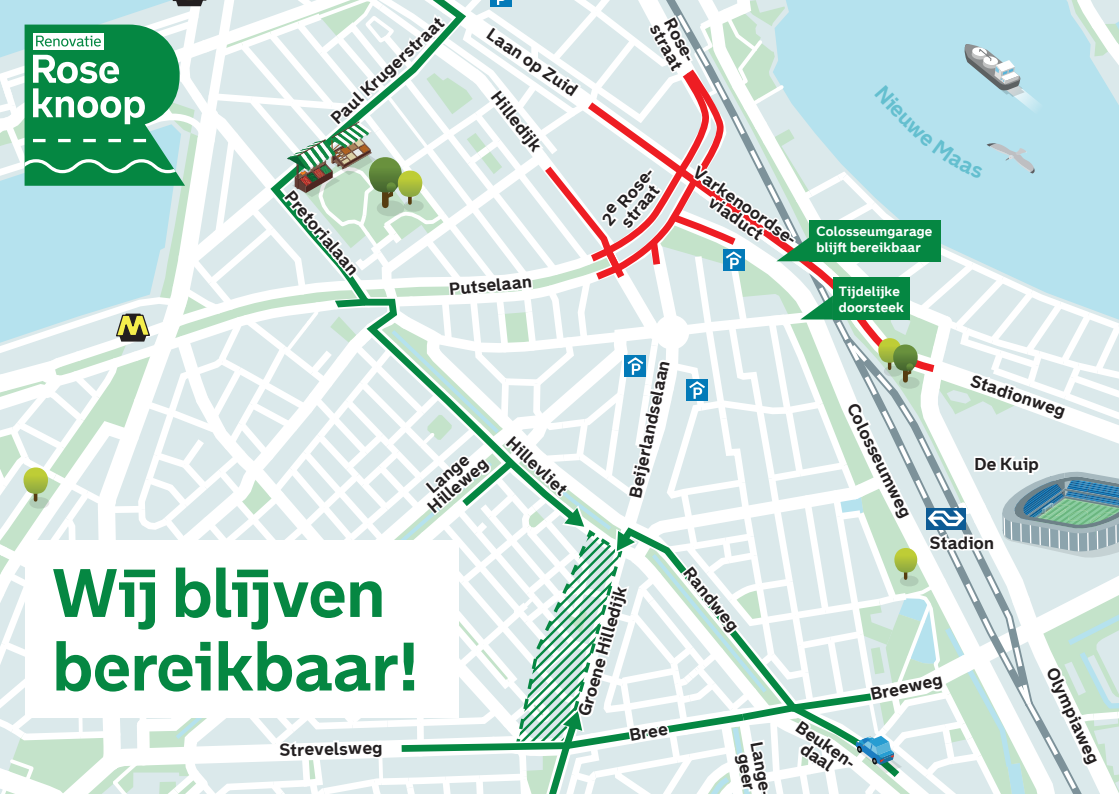 Renovatie
Rose
knoop
Paul Krugerstraat
Laan op Zuid
Rose-
straat
Hilledijk
Nieuwe Maas
2e Rose-
straat
Varkenoordse-
viaduct
Colosseumgarage
blijft bereikbaar
Pretorialaan
Putselaan
P
P
P
P
M
Tijdelijke
doorsteek
Stadionweg
Beijerlandselaan
Colosseumweg
De Kuip
Lange
Hilleweg
Hillevliet
Stadion
Wij blijven
bereikbaar!
Groene Hilledijk
Randweg
Strevelsweg
Bree
Breeweg
Beuken-
daal
Lange-
geer
Olympiaweg